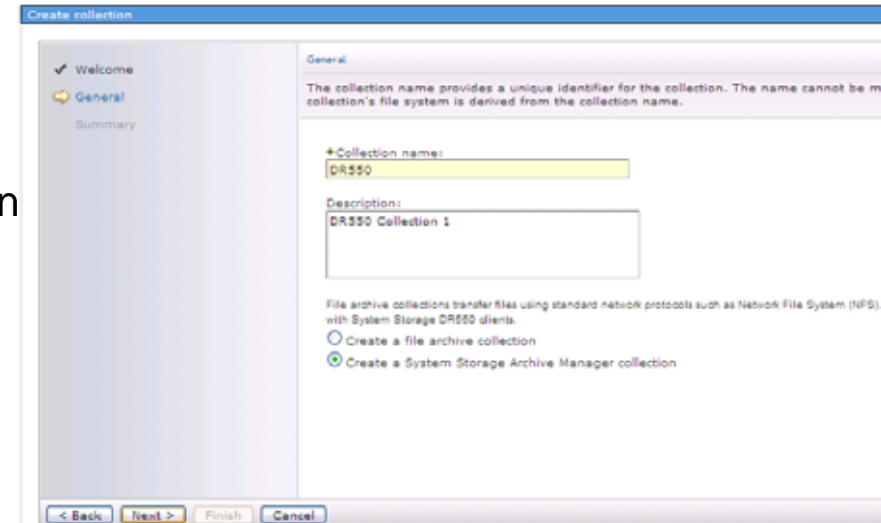 Create collection
Welcome
General
Summary
n
General
The collection name provides a unique identifier for the collection. The name cannot be m
collection's file system is derived from the collection name.
+Collection name:
DR550
Description:
DR550 Collection 1
File archive collections transfer files using standard network protocols such as Network File System (NFS).
with System Storage DR550 clients.
Create a file archive collection
Create a System Storage Archive Manager collection
< Back
Next >
Finish
Cancel